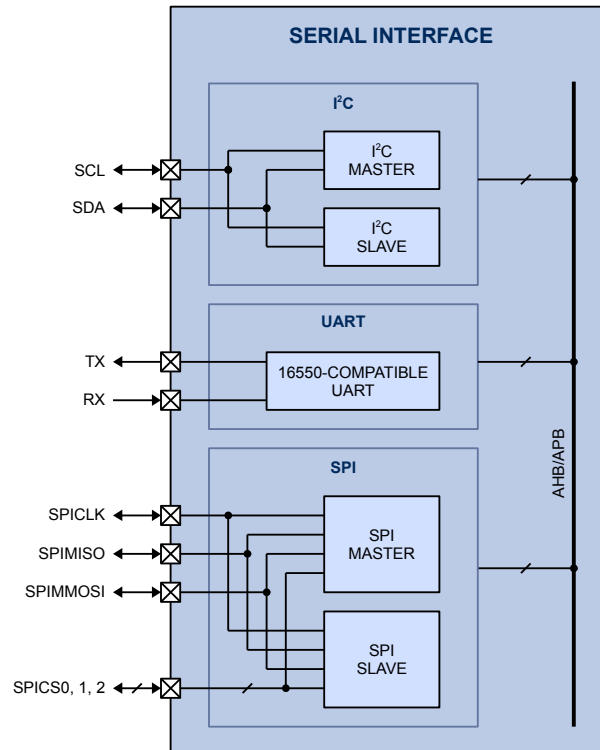 SERIAL INTERFACE
I²C
I²C
MASTER
SCL
SDA
I²C
SLAVE
UART
TX
16550-COMPATIBLE
UART
RX
AHB/APB
SPI
SPICLK
SPI
MASTER
SPIMISO
SPIMMOSI
SPI
SLAVE
SPICS0, 1, 2